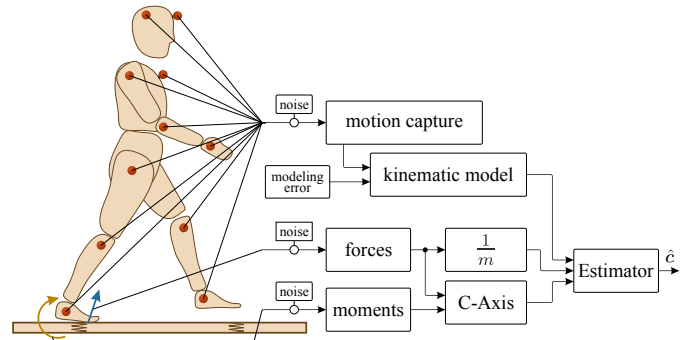 noise
motion capture
modeling
error
kinematic model
noise
forces
1
m
Estimator
ĉ
noise
moments
C-Axis